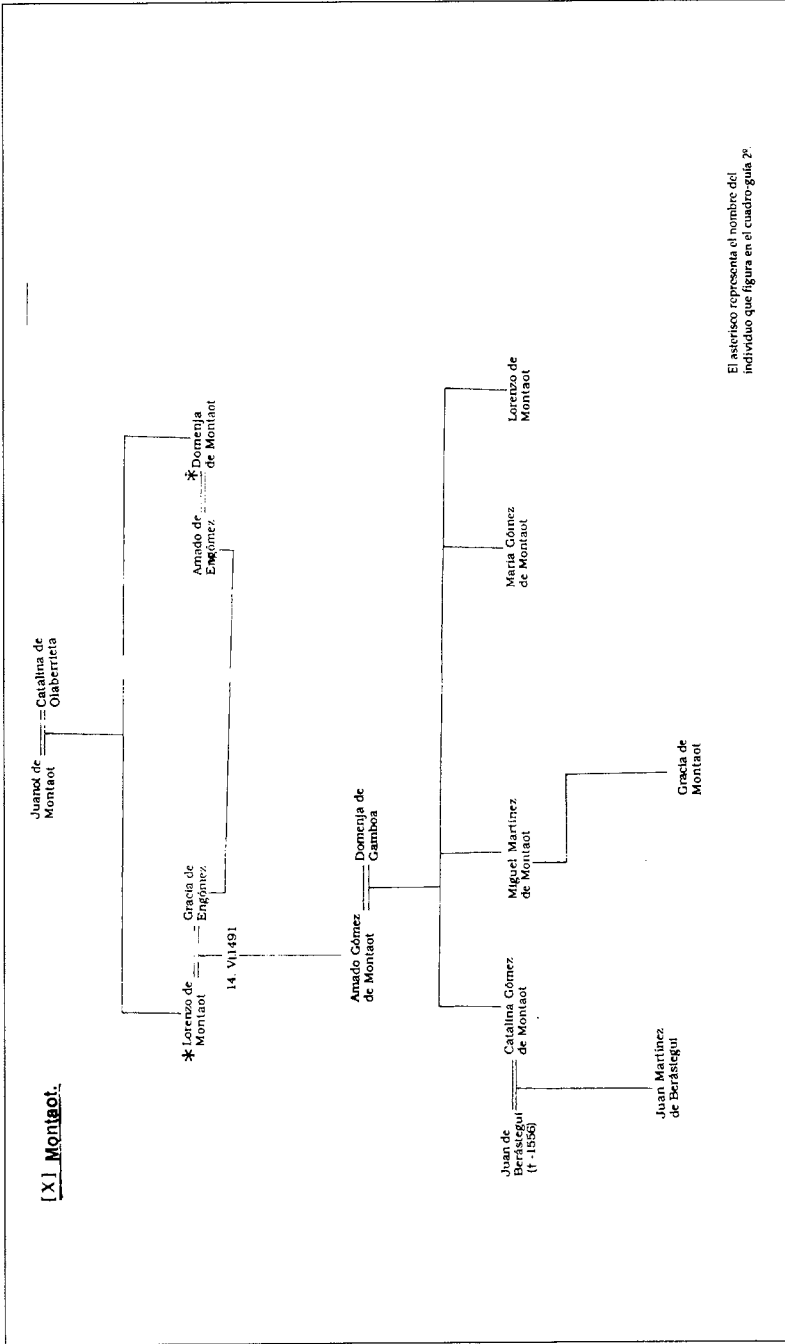 [X] Montaot.
Juanot de
Montaot
Catalina de
Olaberrieta
* Lorenzo de
Montaot
Gracia de
Engómez
14. VI.1491
Amado de
Engómez
* Domenja
de Montaot
Amado Gómez
de Montaot
Domenja de
Gamboa
Juan de
Berástegui
(† -1556)
Catalina Gómez
de Montaot
Miguel Martínez
de Montaot
María Gómez
de Montaot
Lorenzo de
Montaot
Juan Martínez
de Berástegui
Gracia de
Montaot
El asterisco representa el nombre del
individuo que figura en el cuadro-guía 2º.